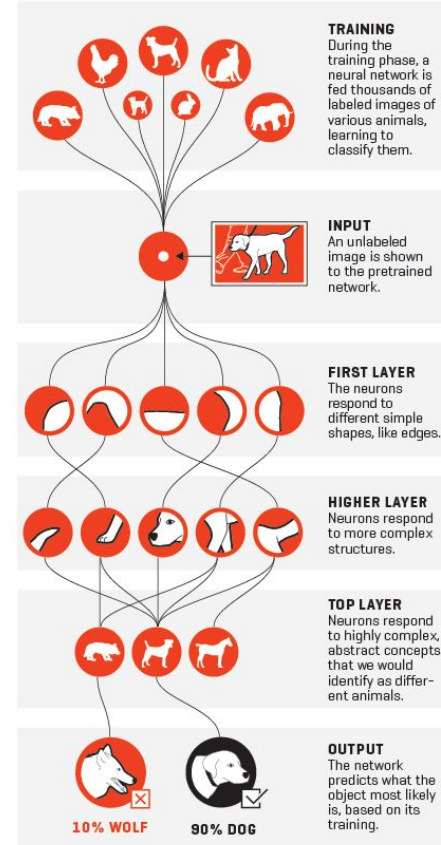 TRAINING
During the
training phase, a
neural network is
fed thousands of
labeled images of
various animals,
learning to
classify them.
INPUT
An unlabeled
image is shown
to the pretrained
network.
FIRST LAYER
The neurons
respond to
different simple
shapes, like edges.
HIGHER LAYER
Neurons respond
to more complex
structures.
TOP LAYER
Neurons respond
to highly complex,
abstract concepts
that we would
identify as differ-
ent animals.
OUTPUT
The network
predicts what the
object most likely
is, based on its
training.
10% WOLF
90% DOG